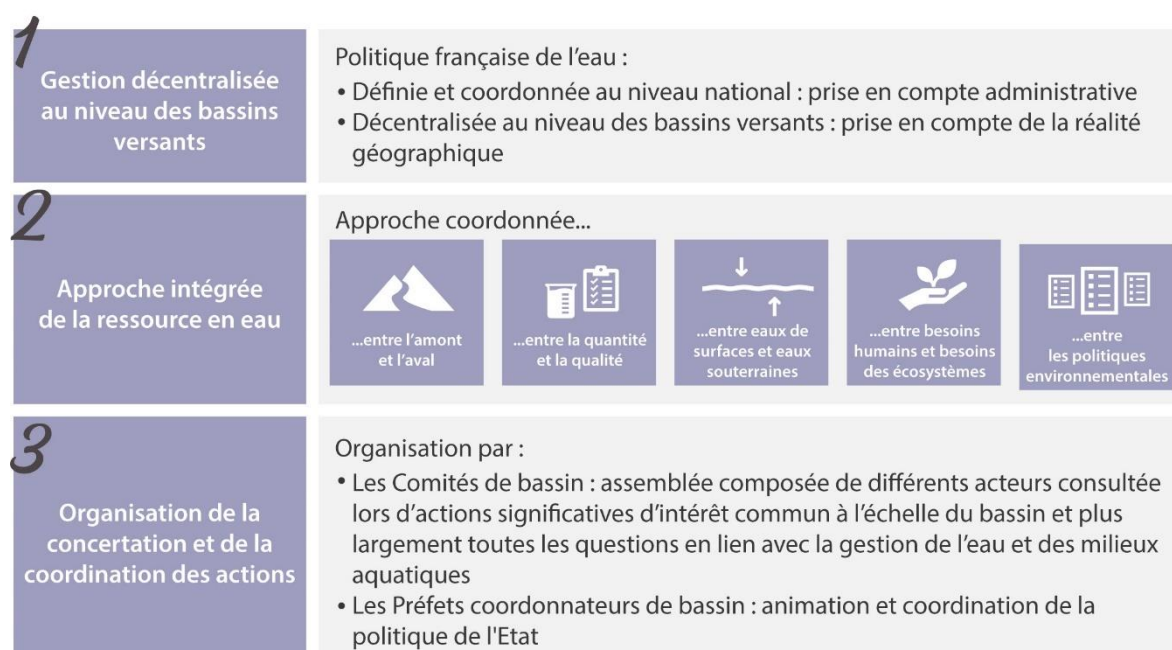 1
Gestion décentralisée
au niveau des bassins
versants
Politique française de l'eau :
• Définie et coordonnée au niveau national : prise en compte administrative
• Décentralisée au niveau des bassins versants : prise en compte de la réalité
géographique
2
Approche intégrée
de la ressource en eau
Approche coordonnée...
...entre l'amont
et l'aval
...entre la quantité
et la qualité
...entre eaux de
surfaces et eaux
souterraines
...entre besoins
humains et besoins
des écosystèmes
...entre
les politiques
environnementales
3
Organisation de la
concertation et de la
coordination des actions
Organisation par :
• Les Comités de bassin : assemblée composée de différents acteurs consultée
lors d'actions significatives d'intérêt commun à l'échelle du bassin et plus
largement toutes les questions en lien avec la gestion de l'eau et des milieux
aquatiques
• Les Préfets coordonnateurs de bassin : animation et coordination de la
politique de l'Etat